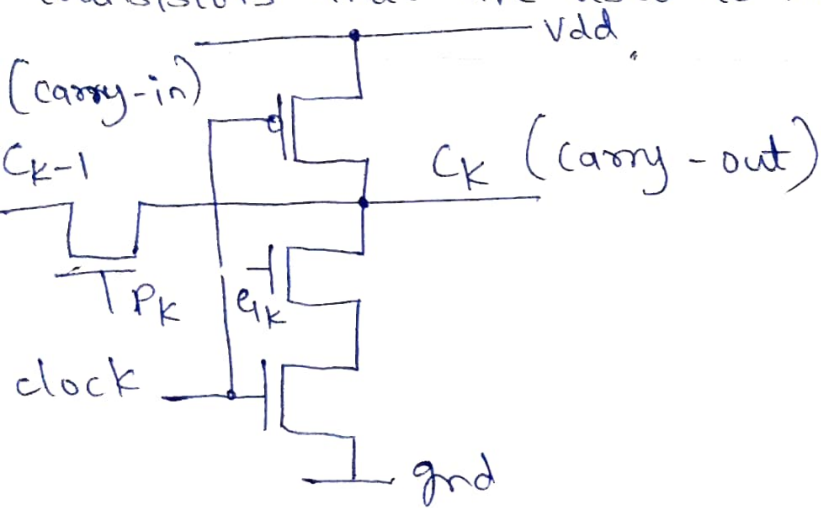 Vdd
(carry-in)
CK-1
CK (carry-out)
PK
GK
clock
gnd